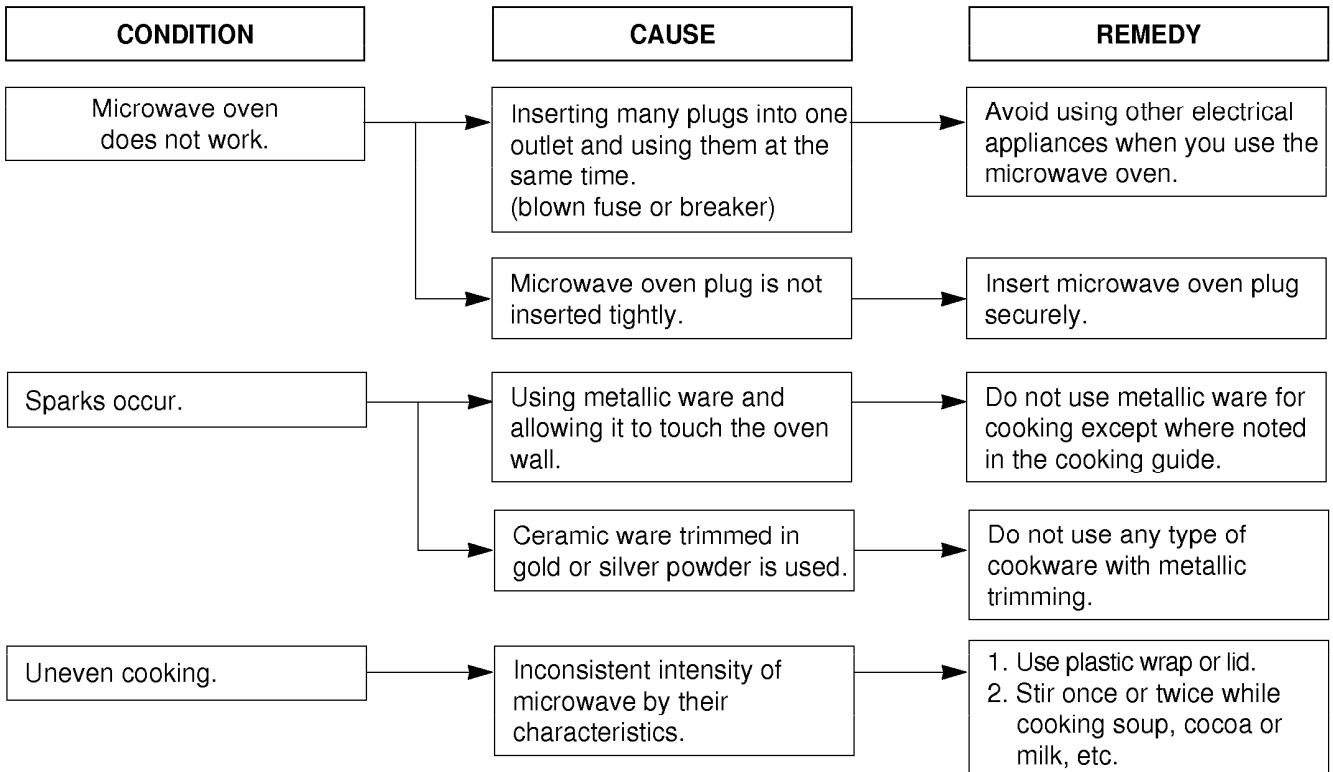 CONDITION
CAUSE
REMEDY
Microwave oven
does not work.
Inserting many plugs into one
outlet and using them at the
same time.
(blown fuse or breaker)
Avoid using other electrical
appliances when you use the
microwave oven.
Microwave oven plug is not
inserted tightly.
Insert microwave oven plug
securely.
Sparks occur.
Using metallic ware and
allowing it to touch the oven
wall.
Do not use metallic ware for
cooking except where noted
in the cooking guide.
Ceramic ware trimmed in
gold or silver powder is used.
Do not use any type of
cookware with metallic
trimming.
Uneven cooking.
Inconsistent intensity of
microwave by their
characteristics.
1. Use plastic wrap or lid.
2. Stir once or twice while
cooking soup, cocoa or
milk, etc.